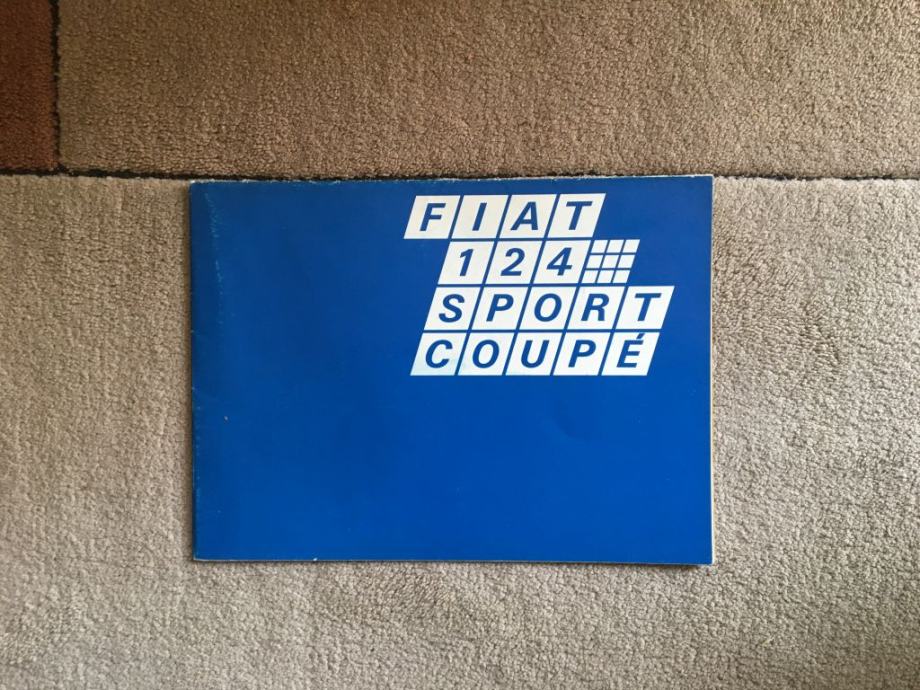 FIAT
124
SPORT
COUPÉ